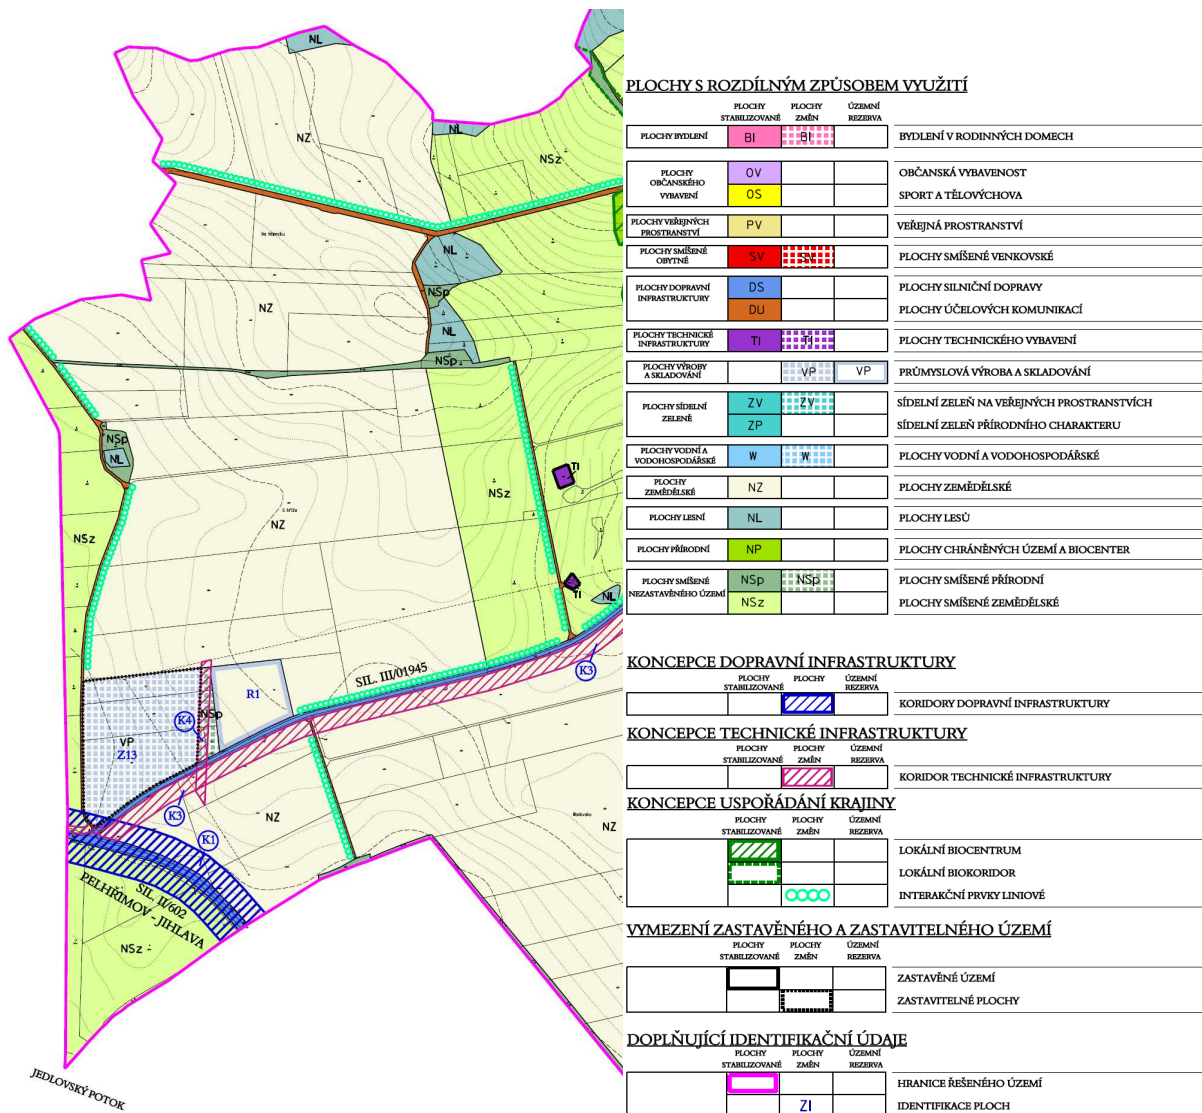 NL
NL
NZ
NSz
Na Mlýnecku
NL
NSp
NZ
NL
NSp
NSp
NL
TI
NSz
U kříže
NZ
NSz
TI
NL
K3
SIL. III/01945
R1
NSp
K4
VP
Z13
K3
NZ
NZ
K1
SIL. II/602
PELHŘIMOV - JIHLAVA
NSz
JEDLOVSKÝ POTOK
PLOCHY S ROZDÍLNÝM ZPŮSOBEM VYUŽITÍ
PLOCHY STABILIZOVANÉ
PLOCHY ZMĚN
ÚZEMNÍ REZERVA
PLOCHY BYDLENÍ BI BI BYDLENÍ V RODINNÝCH DOMECH
PLOCHY OBČANSKÉHO VYBAVENÍ
OV OBČANSKÁ VYBAVENOST
OS SPORT A TĚLOVÝCHOVA
PLOCHY VEŘEJNÝCH PROSTRANSTVÍ PV VEŘEJNÁ PROSTRANSTVÍ
PLOCHY SMÍŠENÉ OBYTNÉ SV SV PLOCHY SMÍŠENÉ VENKOVSKÉ
PLOCHY DOPRAVNÍ INFRASTRUKTURY
DS PLOCHY SILNIČNÍ DOPRAVY
DU PLOCHY ÚČELOVÝCH KOMUNIKACÍ
PLOCHY TECHNICKÉ INFRASTRUKTURY TI TI PLOCHY TECHNICKÉHO VYBAVENÍ
PLOCHY VÝROBY A SKLADOVÁNÍ VP VP PRŮMYSLOVÁ VÝROBA A SKLADOVÁNÍ
PLOCHY SÍDELNÍ ZELENĚ
ZV ZV SÍDELNÍ ZELEŇ NA VEŘEJNÝCH PROSTRANSTVÍCH
ZP SÍDELNÍ ZELEŇ PŘÍRODNÍHO CHARAKTERU
PLOCHY VODNÍ A VODOHOSPODÁŘSKÉ W W PLOCHY VODNÍ A VODOHOSPODÁŘSKÉ
PLOCHY ZEMĚDĚLSKÉ NZ PLOCHY ZEMĚDĚLSKÉ
PLOCHY LESNÍ NL PLOCHY LESŮ
PLOCHY PŘÍRODNÍ NP PLOCHY CHRÁNĚNÝCH ÚZEMÍ A BIOCENTER
PLOCHY SMÍŠENÉ NEZASTAVĚNÉHO ÚZEMÍ
NSp NSp PLOCHY SMÍŠENÉ PŘÍRODNÍ
NSz PLOCHY SMÍŠENÉ ZEMĚDĚLSKÉ
KONCEPCE DOPRAVNÍ INFRASTRUKTURY
PLOCHY STABILIZOVANÉ
PLOCHY
ÚZEMNÍ REZERVA
KORIDORY DOPRAVNÍ INFRASTRUKTURY
KONCEPCE TECHNICKÉ INFRASTRUKTURY
PLOCHY STABILIZOVANÉ
PLOCHY ZMĚN
ÚZEMNÍ REZERVA
KORIDOR TECHNICKÉ INFRASTRUKTURY
KONCEPCE USPOŘÁDÁNÍ KRAJINY
PLOCHY STABILIZOVANÉ
PLOCHY ZMĚN
ÚZEMNÍ REZERVA
LOKÁLNÍ BIOCENTRUM
LOKÁLNÍ BIOKORIDOR
INTERAKČNÍ PRVKY LINIOVÉ
VYMEZENÍ ZASTAVĚNÉHO A ZASTAVITELNÉHO ÚZEMÍ
PLOCHY STABILIZOVANÉ
PLOCHY ZMĚN
ÚZEMNÍ REZERVA
ZASTAVĚNÉ ÚZEMÍ
ZASTAVITELNÉ PLOCHY
DOPLŇUJÍCÍ IDENTIFIKAČNÍ ÚDAJE
PLOCHY STABILIZOVANÉ
PLOCHY ZMĚN
ÚZEMNÍ REZERVA
HRANICE ŘEŠENÉHO ÚZEMÍ
ZI IDENTIFIKACE PLOCH